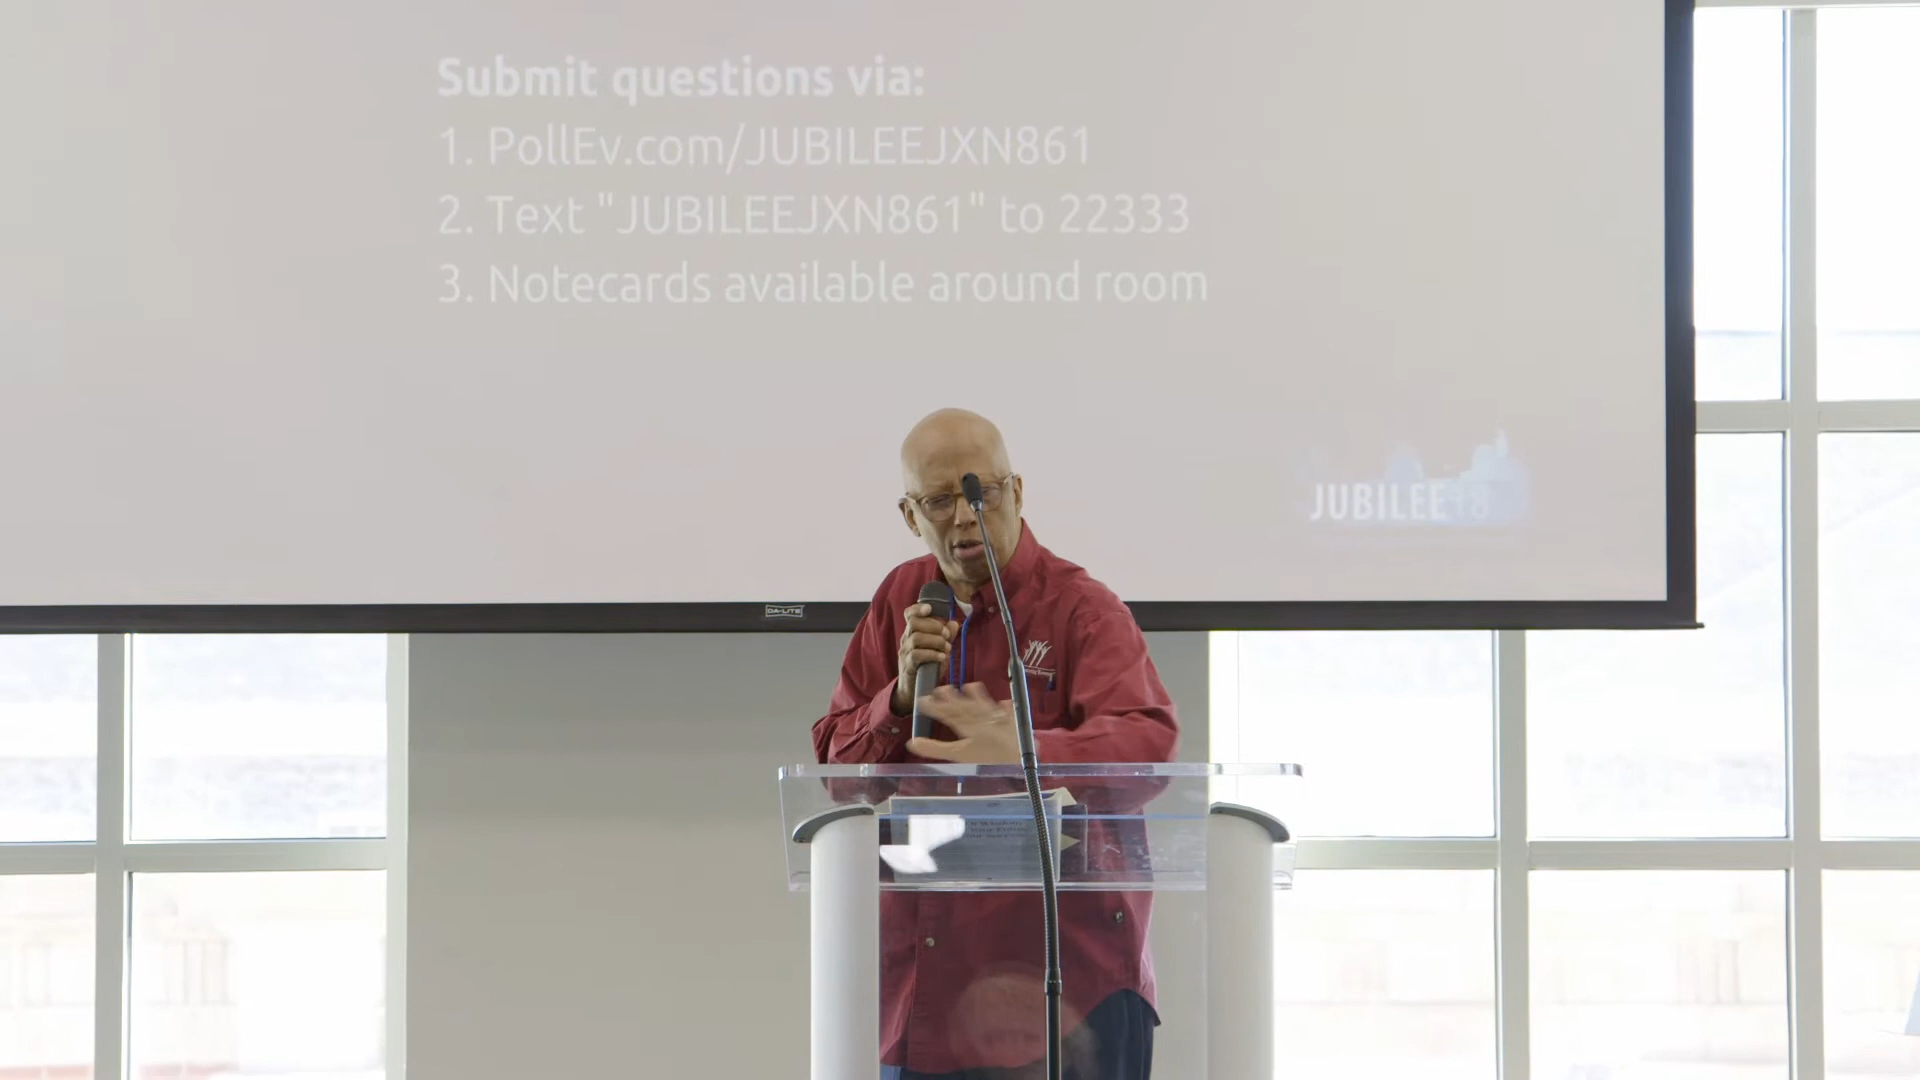 Submit questions via:
1. PollEv.com/JUBILEEJXN861
2. Text "JUBILEEJXN861" to 22333
3. Notecards available around room
JUBILEE18
DA-LITE